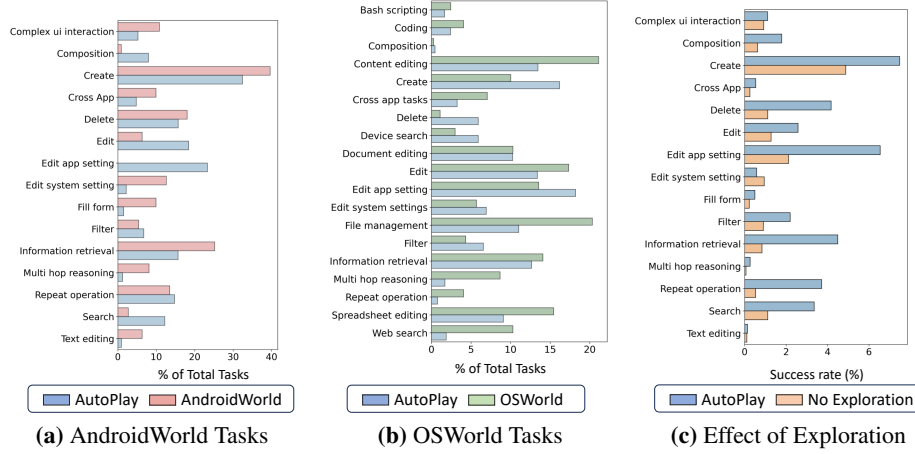 Complex ui interaction
Composition
Create
Cross App
Delete
Edit
Edit app setting
Edit system setting
Fill form
Filter
Information retrieval
Multi hop reasoning
Repeat operation
Search
Text editing
0 10 20 30 40
% of Total Tasks
AutoPlay AndroidWorld
(a) AndroidWorld Tasks
Bash scripting
Coding
Composition
Content editing
Create
Cross app tasks
Delete
Device search
Document editing
Edit
Edit app setting
Edit system settings
File management
Filter
Information retrieval
Multi hop reasoning
Repeat operation
Spreadsheet editing
Web search
0 5 10 15 20
% of Total Tasks
AutoPlay OSWorld
(b) OSWorld Tasks
Complex ui interaction
Composition
Create
Cross App
Delete
Edit
Edit app setting
Edit system setting
Fill form
Filter
Information retrieval
Multi hop reasoning
Repeat operation
Search
Text editing
0 2 4 6
Success rate (%)
AutoPlay No Exploration
(c) Effect of Exploration